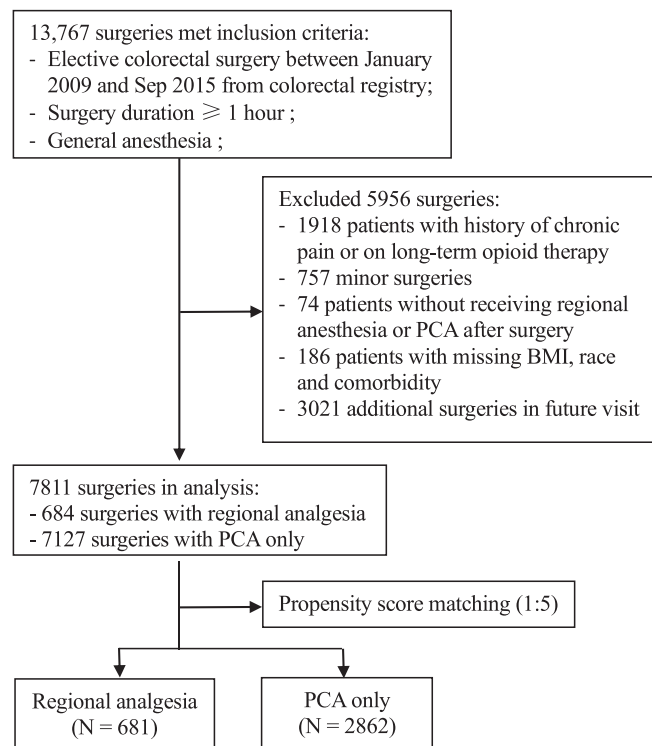 13,767 surgeries met inclusion criteria:
- Elective colorectal surgery between January
2009 and Sep 2015 from colorectal registry;
- Surgery duration ⩾ 1 hour ;
- General anesthesia ;
Excluded 5956 surgeries:
- 1918 patients with history of chronic
pain or on long-term opioid therapy
- 757 minor surgeries
- 74 patients without receiving regional
anesthesia or PCA after surgery
- 186 patients with missing BMI, race
and comorbidity
- 3021 additional surgeries in future visit
7811 surgeries in analysis:
- 684 surgeries with regional analgesia
- 7127 surgeries with PCA only
Propensity score matching (1:5)
Regional analgesia
(N = 681)
PCA only
(N = 2862)